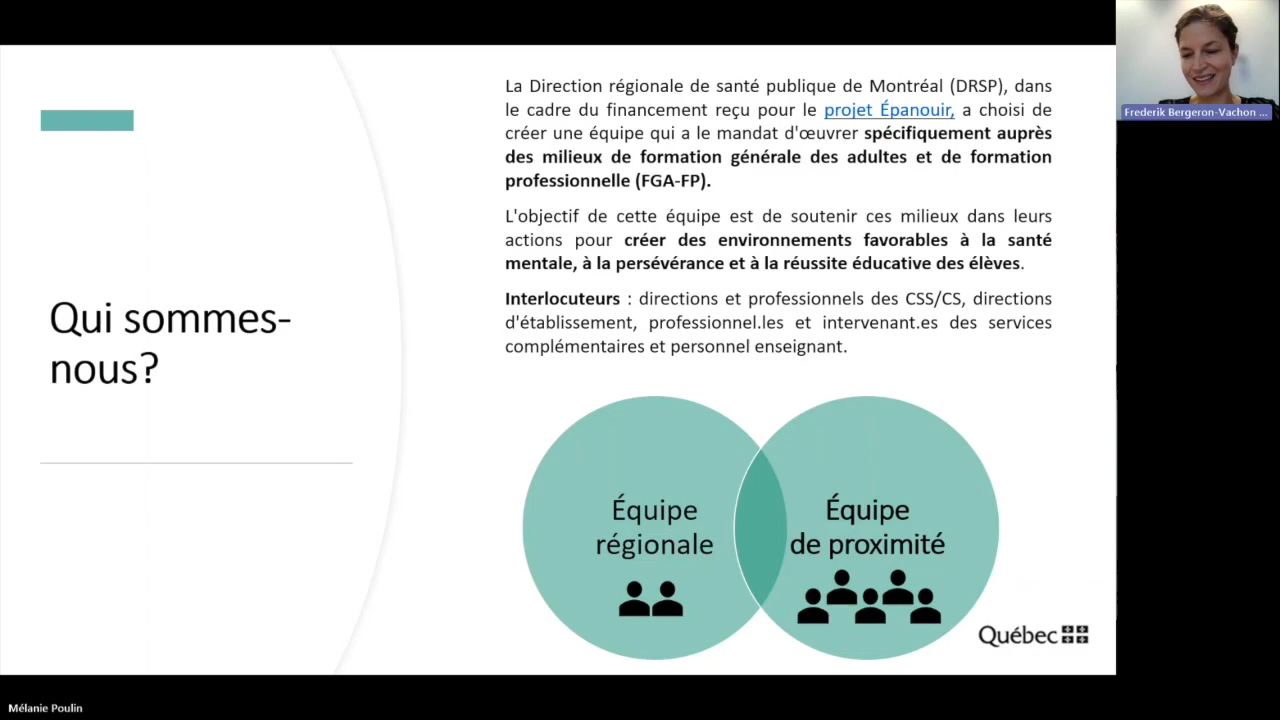 Qui sommes-
nous?
La Direction régionale de santé publique de Montréal (DRSP), dans
le cadre du financement reçu pour le projet Épanouir, a choisi de
créer une équipe qui a le mandat d'œuvrer spécifiquement auprès
des milieux de formation générale des adultes et de formation
professionnelle (FGA-FP).
L'objectif de cette équipe est de soutenir ces milieux dans leurs
actions pour créer des environnements favorables à la santé
mentale, à la persévérance et à la réussite éducative des élèves.
Interlocuteurs : directions et professionnels des CSS/CS, directions
d'établissement, professionnel.les et intervenant.es des services
complémentaires et personnel enseignant.
Équipe
régionale
Équipe
de proximité
Québec
Frederik Bergeron-Vachon ...
Mélanie Poulin